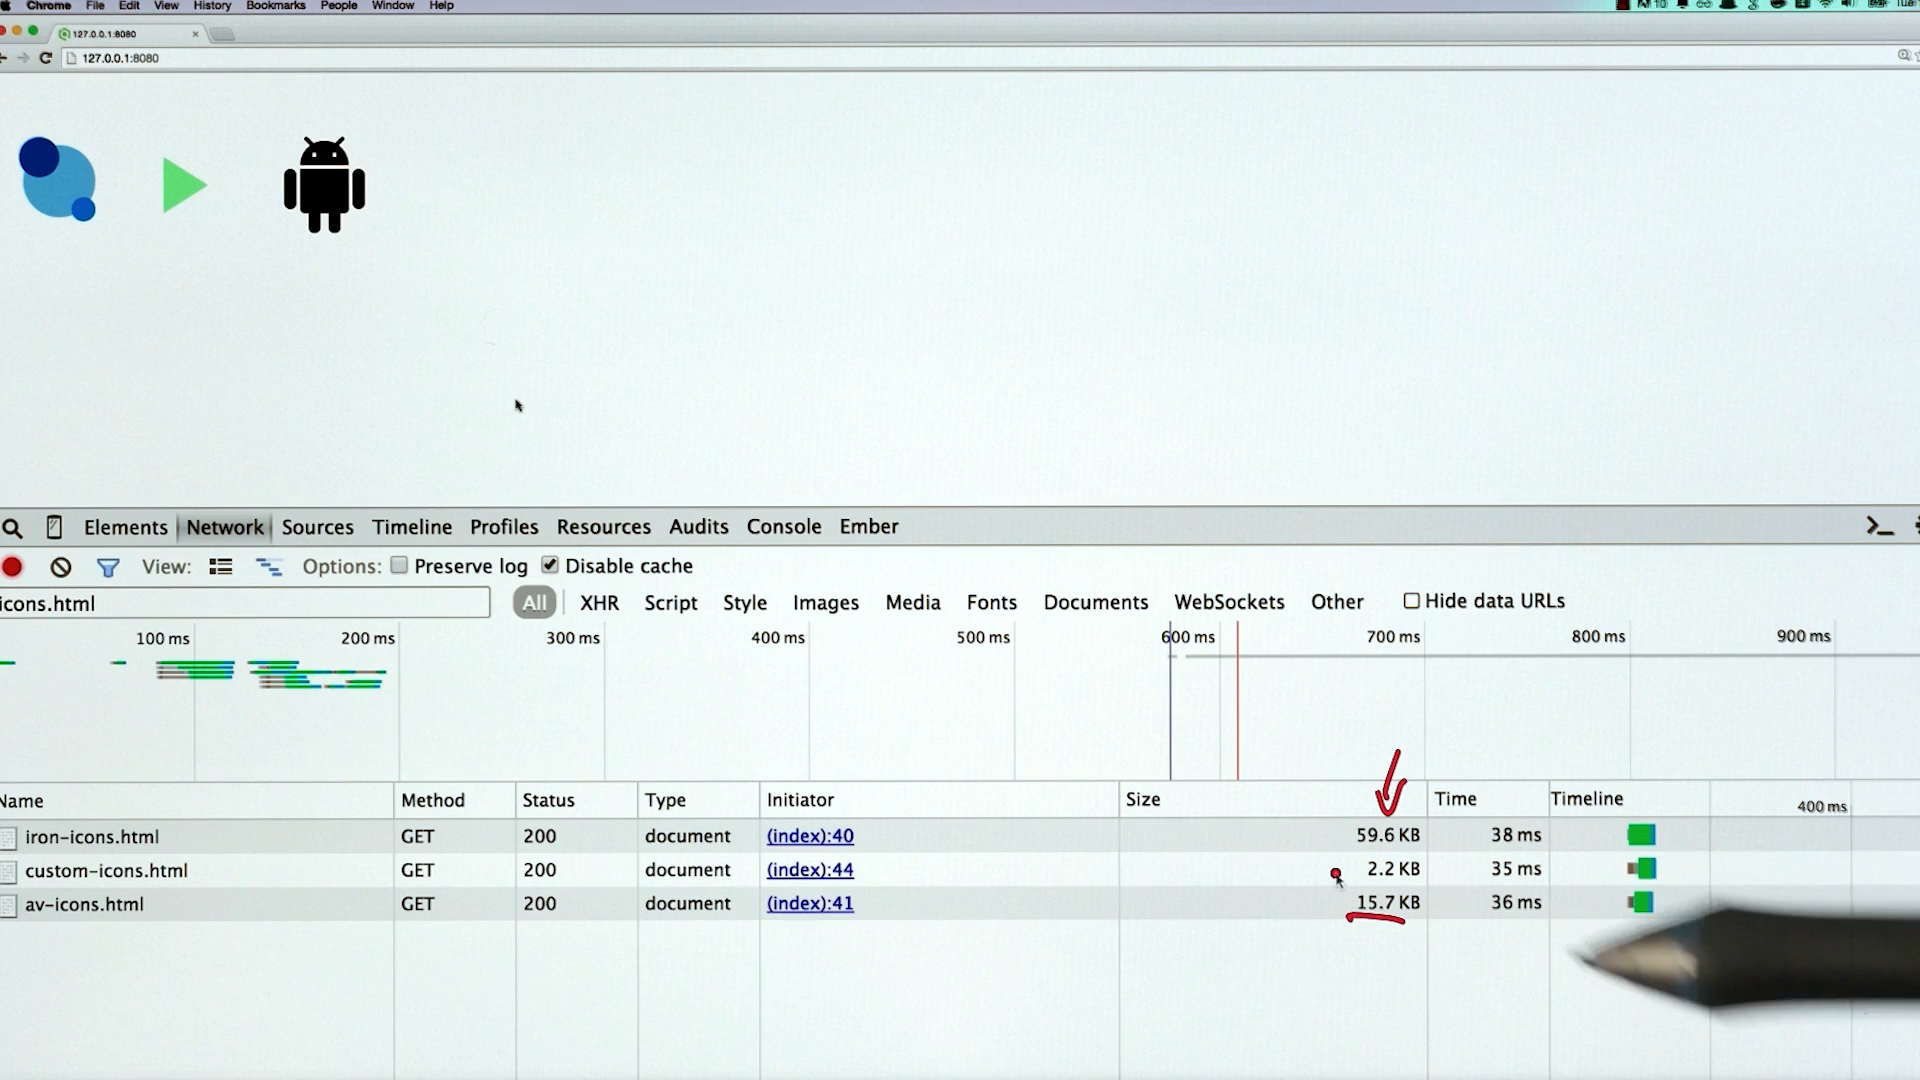 Chrome File Edit View History Bookmarks People Window Help
127.0.0.1:8080
127.0.0.1:8080
Elements Network Sources Timeline Profiles Resources Audits Console Ember
View: Options: Preserve log Disable cache
icons.html All XHR Script Style Images Media Fonts Documents WebSockets Other Hide data URLs
100 ms 200 ms 300 ms 400 ms 500 ms 600 ms 700 ms 800 ms 900 ms
Name Method Status Type Initiator Size Time Timeline 400 ms
iron-icons.html GET 200 document (index):40 59.6 KB 38 ms
custom-icons.html GET 200 document (index):44 2.2 KB 35 ms
av-icons.html GET 200 document (index):41 15.7 KB 36 ms